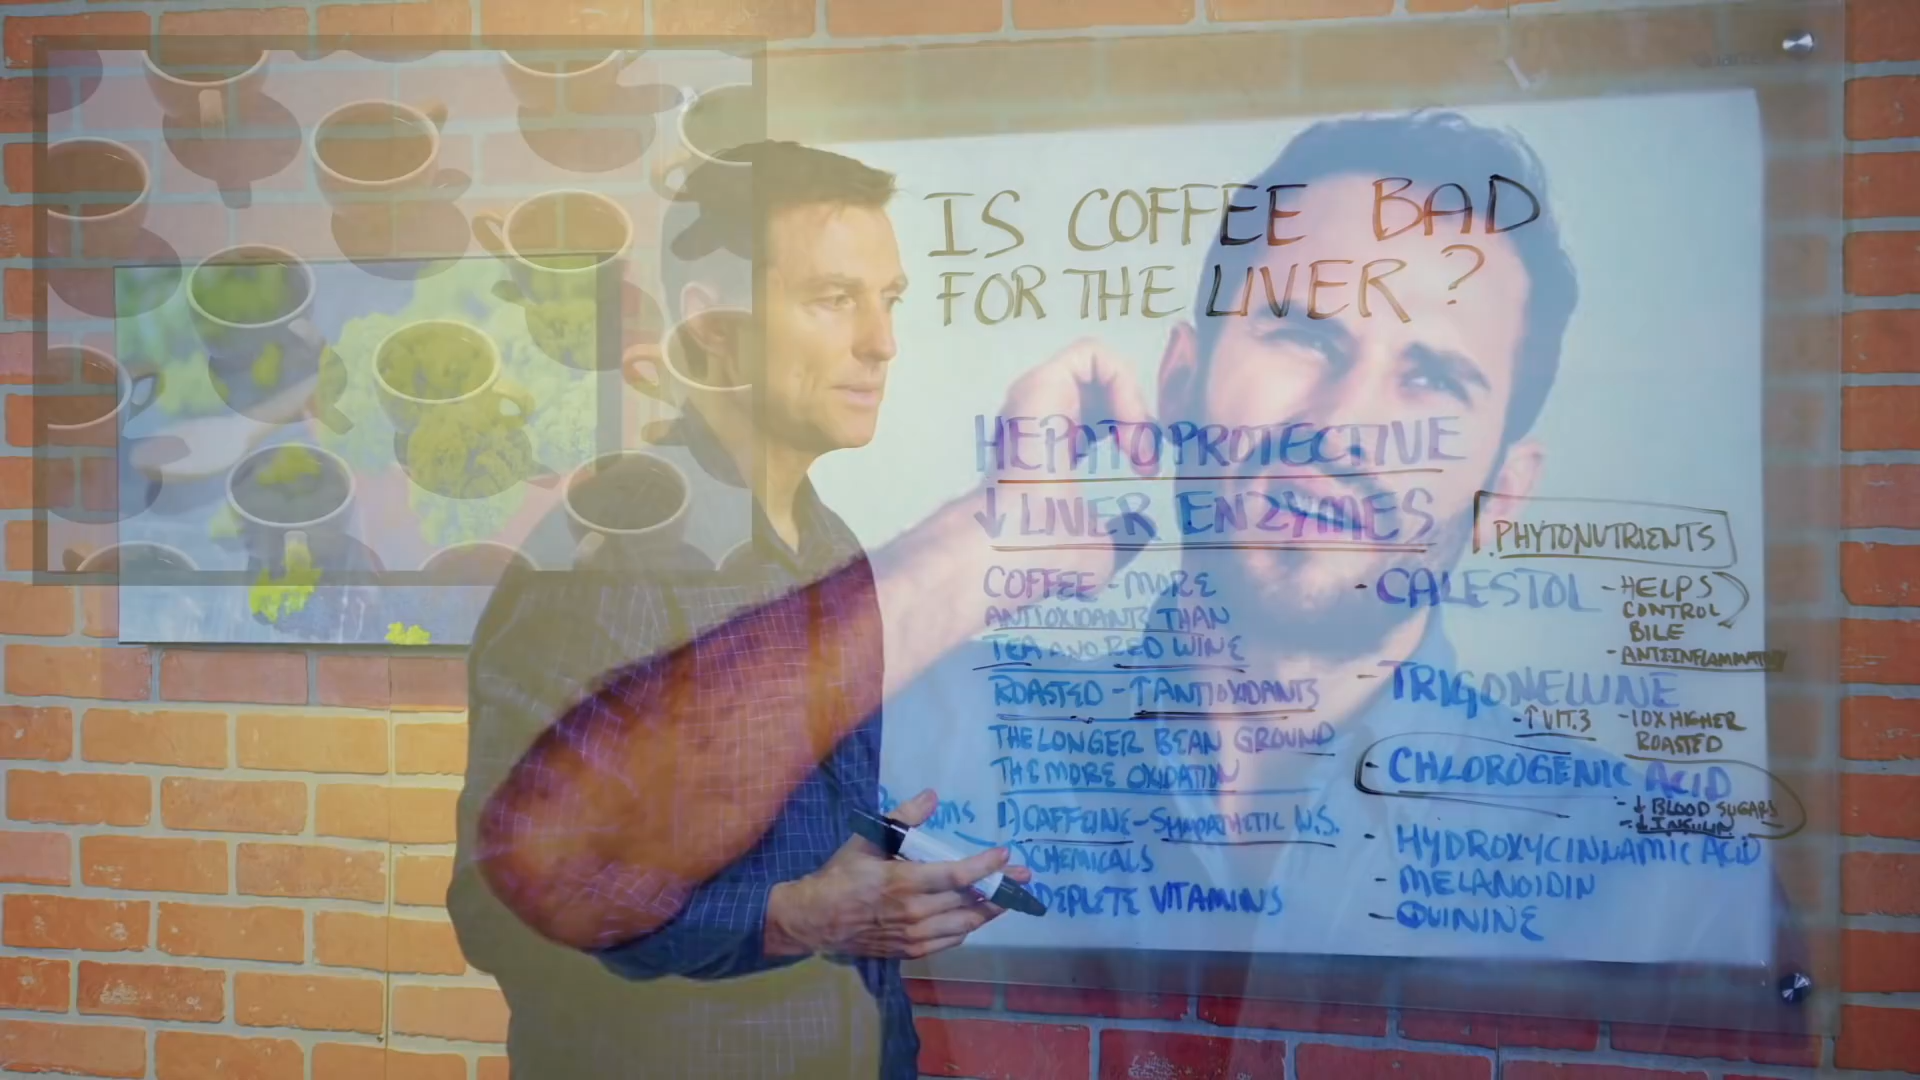 IS COFFEE BAD
FOR THE LIVER?
HEPATOPROTECTIVE
↓ LIVER ENZYMES
COFFEE - MORE
ANTIOXIDANTS THAN
TEA AND RED WINE
ROASTED - ↑ ANTIOXIDANTS
THE LONGER BEAN GROUND
THE MORE OXIDATIN
1) CAFFEINE - SYMPATHETIC N.S.
CHEMICALS
DEPLETE VITAMINS
PHYTONUTRIENTS
- CALESTOL - HELPS
CONTROL
BILE
- ANTIINFLAMMATORY
- TRIGONELLINE
- ↑ VIT. 3 - 10X HIGHER
ROASTED
- CHLOROGENIC ACID
- ↓ BLOOD SUGARS
- ↓ INSULIN
- HYDROXYCINNAMIC ACID
- MELANOIDIN
- QUININE